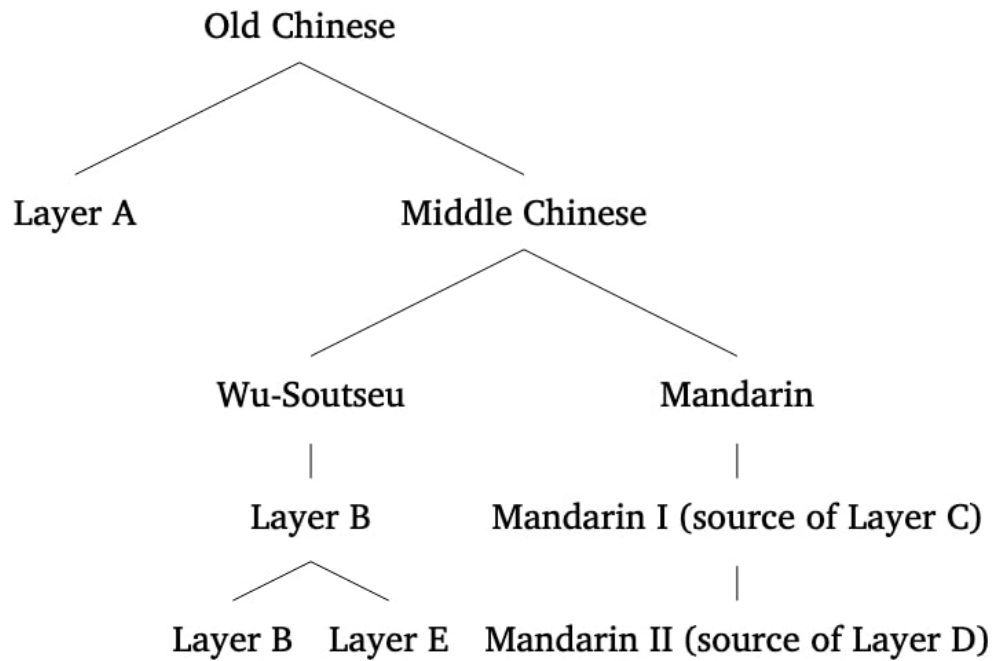 Old Chinese
Layer A Middle Chinese
Wu-Soutseu Mandarin
Layer B Mandarin I (source of Layer C)
Layer B Layer E Mandarin II (source of Layer D)